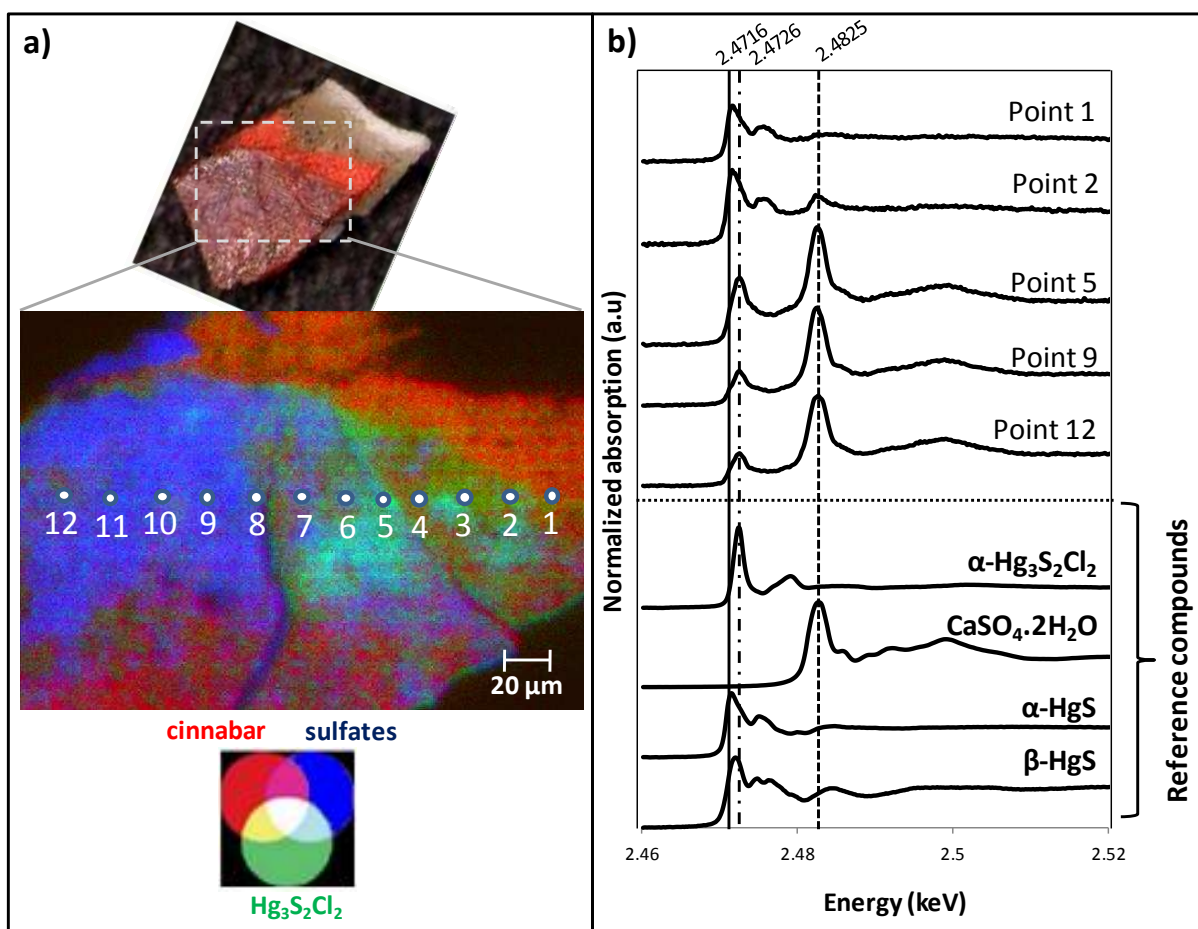 a)
12 11 10 9 8 7 6 5 4 3 2 1
20 µm
cinnabar sulfates
Hg₃S₂Cl₂
b)
2.4716
2.4726
2.4825
Normalized absorption (a.u)
Point 1
Point 2
Point 5
Point 9
Point 12
α-Hg₃S₂Cl₂
CaSO₄.2H₂O
α-HgS
β-HgS
Reference compounds
2.46 2.48 2.5 2.52
Energy (keV)